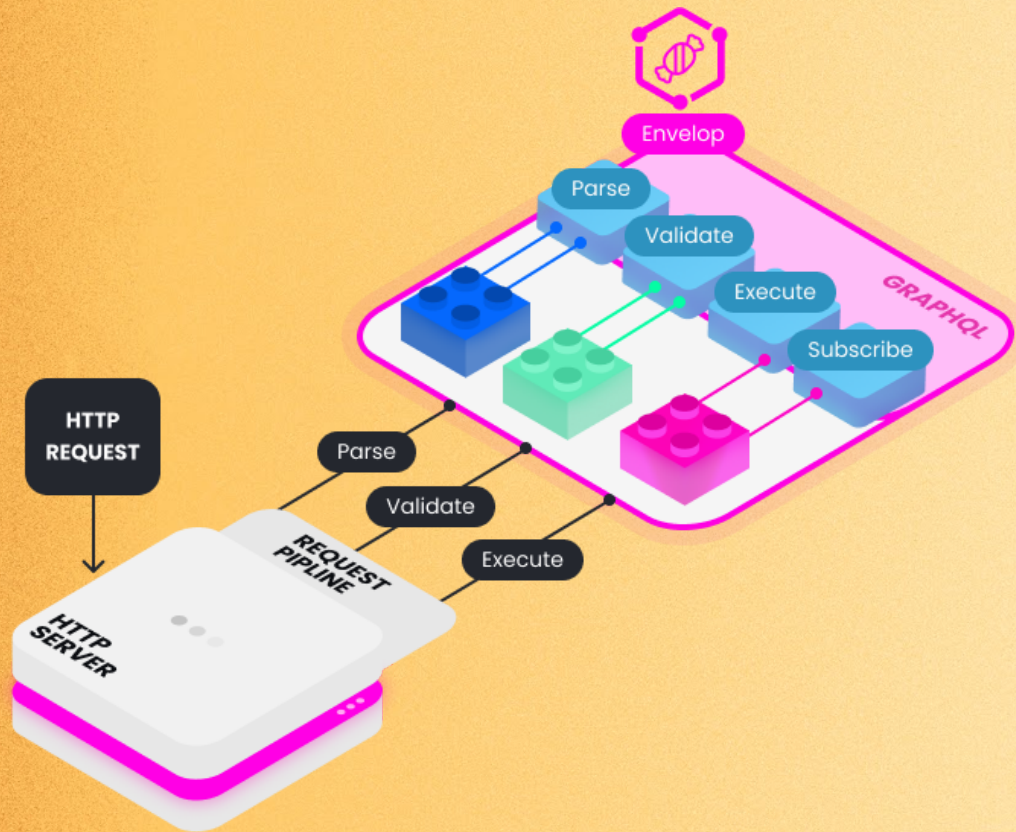 Envelop
Parse
Validate
Execute
Subscribe
GRAPHQL
HTTP
REQUEST
Parse
Validate
Execute
REQUEST
PIPLINE
HTTP
SERVER